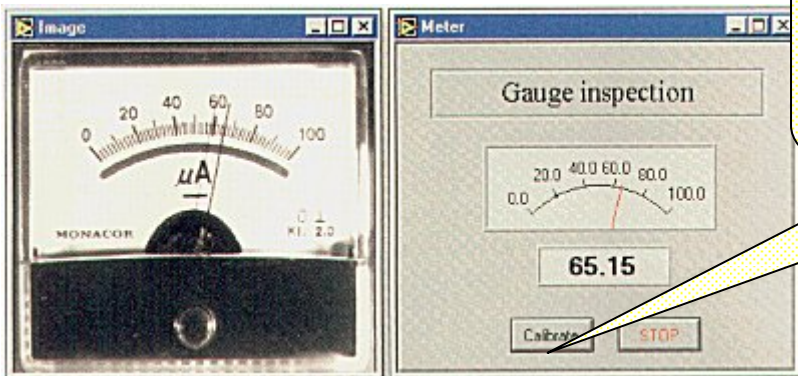 Image
0 20 40 60 80 100
μA
MONACOR
KL 2.0
Meter
Gauge inspection
0.0 20.0 40.0 60.0 80.0 100.0
65.15
Calibrate
STOP